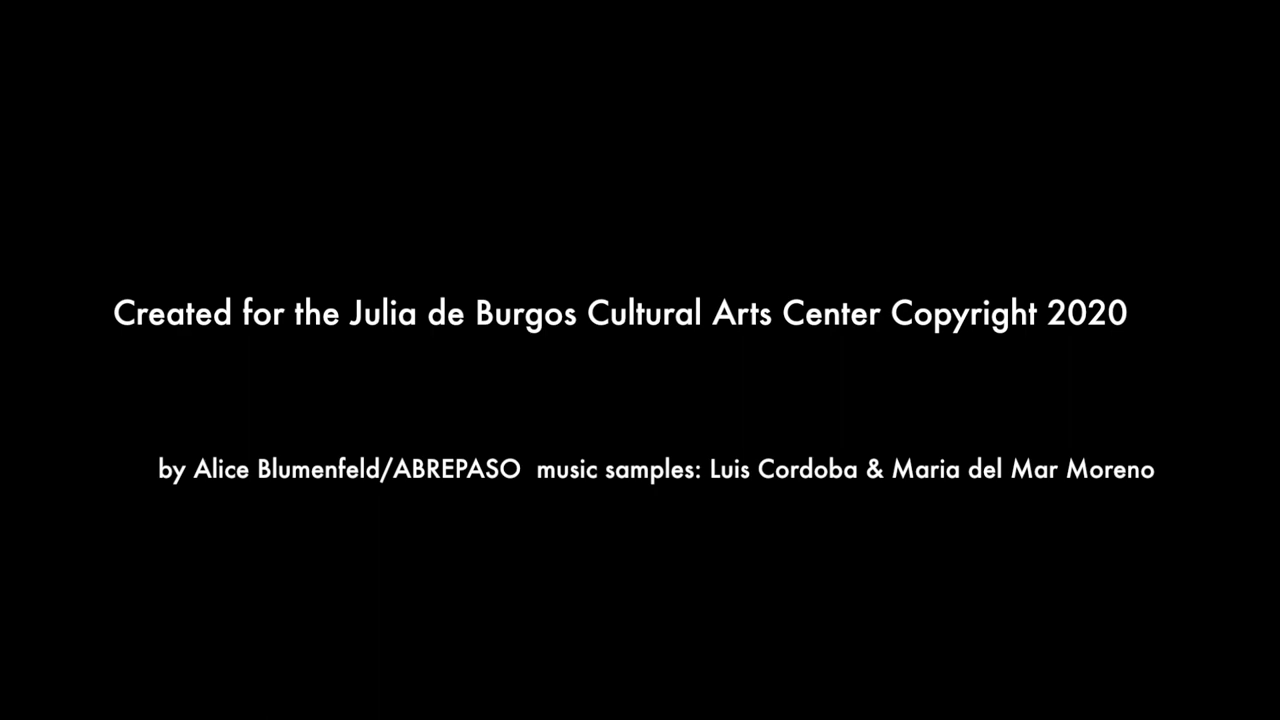 Created for the Julia de Burgos Cultural Arts Center Copyright 2020
by Alice Blumenfeld/ABREPASO  music samples: Luis Cordoba & Maria del Mar Moreno